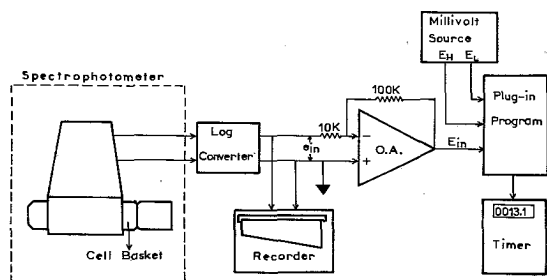 Millivolt
Source
E_H E_L
Spectrophotometer
100K
Plug-in
Program
Log
Converter
10K
e_in
−
O.A.
+
E'in
Cell Basket
Recorder
0013.1
Timer